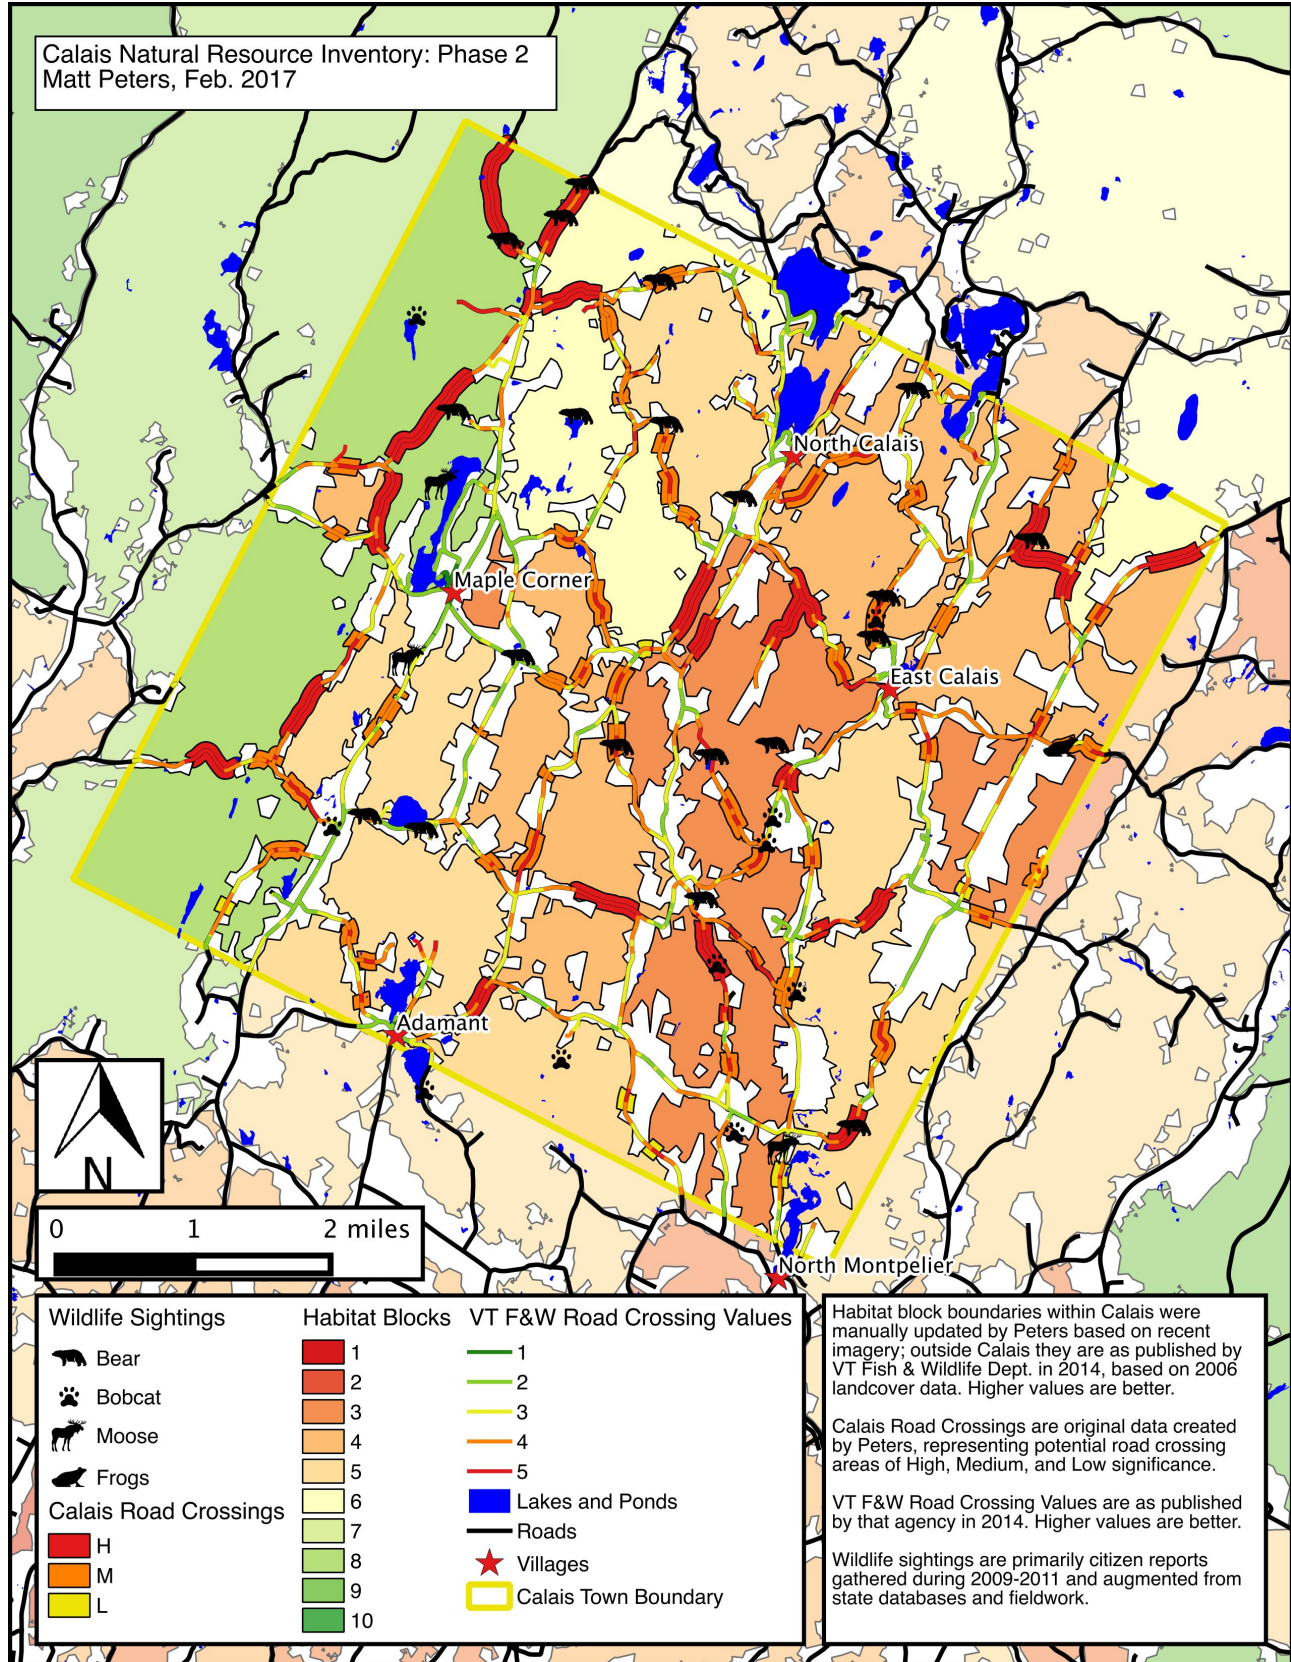 Calais Natural Resource Inventory: Phase 2
Matt Peters, Feb. 2017
North Calais
Maple Corner
East Calais
Adamant
North Montpelier
N
0 1 2 miles
Wildlife Sightings
Bear
Bobcat
Moose
Frogs
Calais Road Crossings
H
M
L
Habitat Blocks
1
2
3
4
5
6
7
8
9
10
VT F&W Road Crossing Values
1
2
3
4
5
Lakes and Ponds
Roads
Villages
Calais Town Boundary
Habitat block boundaries within Calais were
manually updated by Peters based on recent
imagery; outside Calais they are as published by
VT Fish & Wildlife Dept. in 2014, based on 2006
landcover data. Higher values are better.
Calais Road Crossings are original data created
by Peters, representing potential road crossing
areas of High, Medium, and Low significance.
VT F&W Road Crossing Values are as published
by that agency in 2014. Higher values are better.
Wildlife sightings are primarily citizen reports
gathered during 2009-2011 and augmented from
state databases and fieldwork.